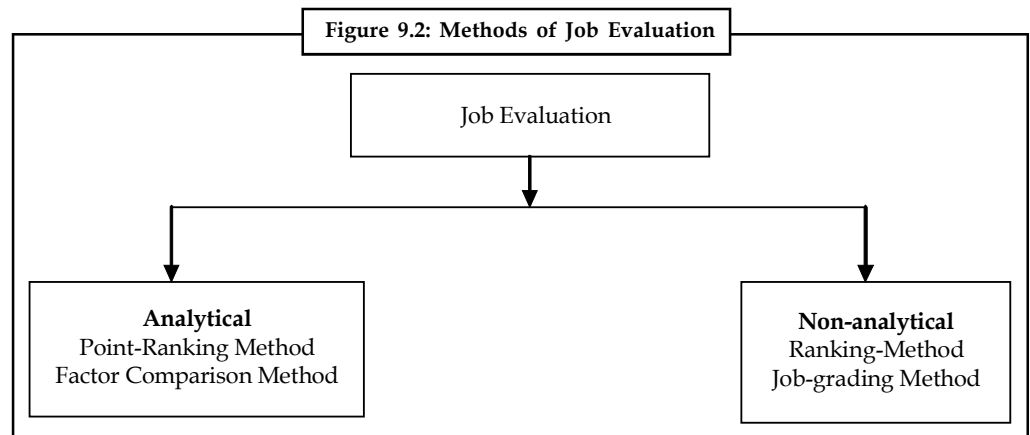 Figure 9.2: Methods of Job Evaluation
Job Evaluation
Analytical
Point-Ranking Method
Factor Comparison Method
Non-analytical
Ranking-Method
Job-grading Method